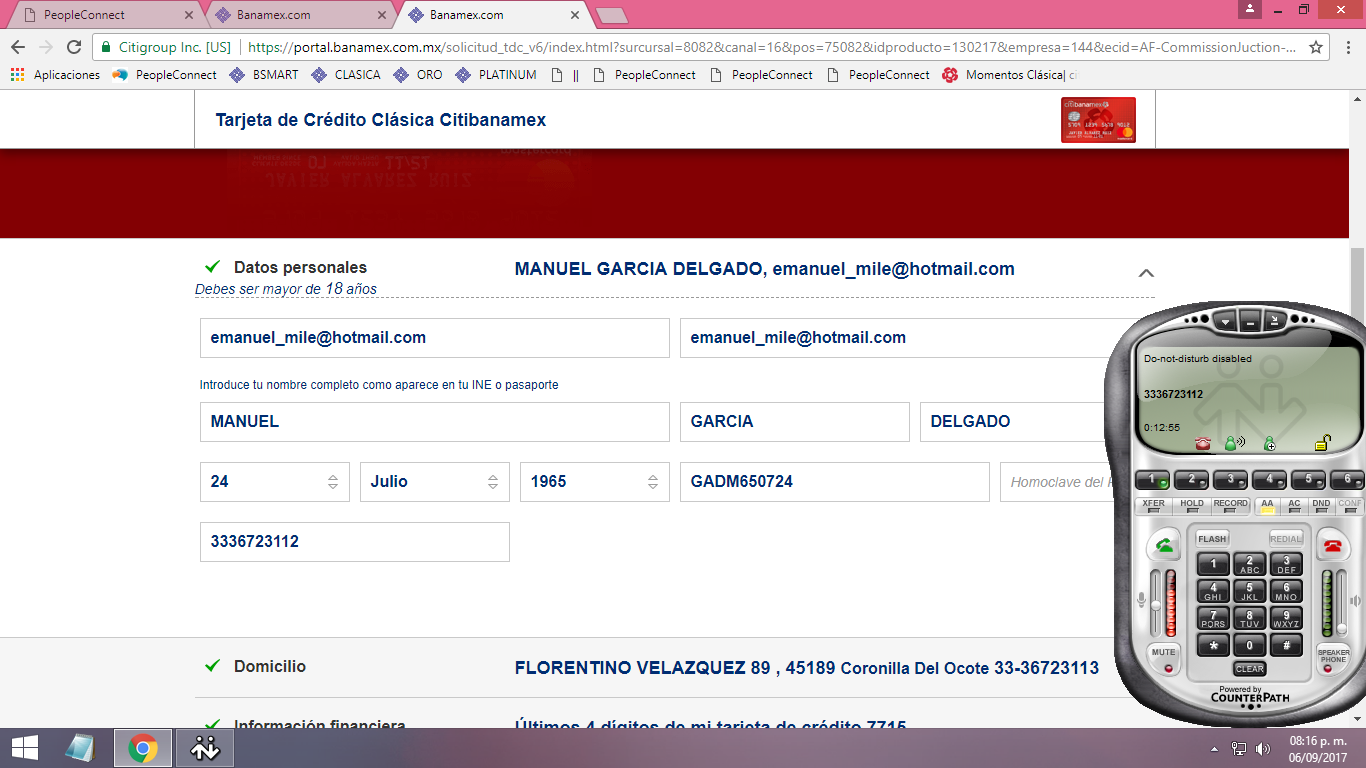 PeopleConnect
Banamex.com
Banamex.com
Citigroup Inc. [US]
https://portal.banamex.com.mx/solicitud_tdc_v6/index.html?surcursal=8082&canal=16&pos=75082&idproducto=130217&empresa=144&ecid=AF-CommissionJuction-...
Aplicaciones PeopleConnect BSMART CLASICA ORO PLATINUM || PeopleConnect PeopleConnect PeopleConnect Momentos Clásica| ci
Tarjeta de Crédito Clásica Citibanamex
citibanamex
JAVIER ALVAREZ RUIZ
Datos personales
MANUEL GARCIA DELGADO, emanuel_mile@hotmail.com
Debes ser mayor de 18 años
emanuel_mile@hotmail.com
emanuel_mile@hotmail.com
Introduce tu nombre completo como aparece en tu INE o pasaporte
MANUEL
GARCIA
DELGADO
24
Julio
1965
GADM650724
Homoclave del
3336723112
Domicilio
FLORENTINO VELAZQUEZ 89 , 45189 Coronilla Del Ocote 33-36723113
Información financiera
Últimos 4 dígitos de mi tarjeta de crédito 7715
Do-not-disturb disabled
3336723112
0:12:55
1 2 3 4 5 6
XFER HOLD RECORD AA AC DND CONF
FLASH REDIAL
1 2 ABC 3 DEF
4 GHI 5 JKL 6 MNO
7 PQRS 8 TUV 9 WXYZ
* 0 #
MUTE
CLEAR
SPEAKER PHONE
Powered by
COUNTERPATH
08:16 p. m.
06/09/2017